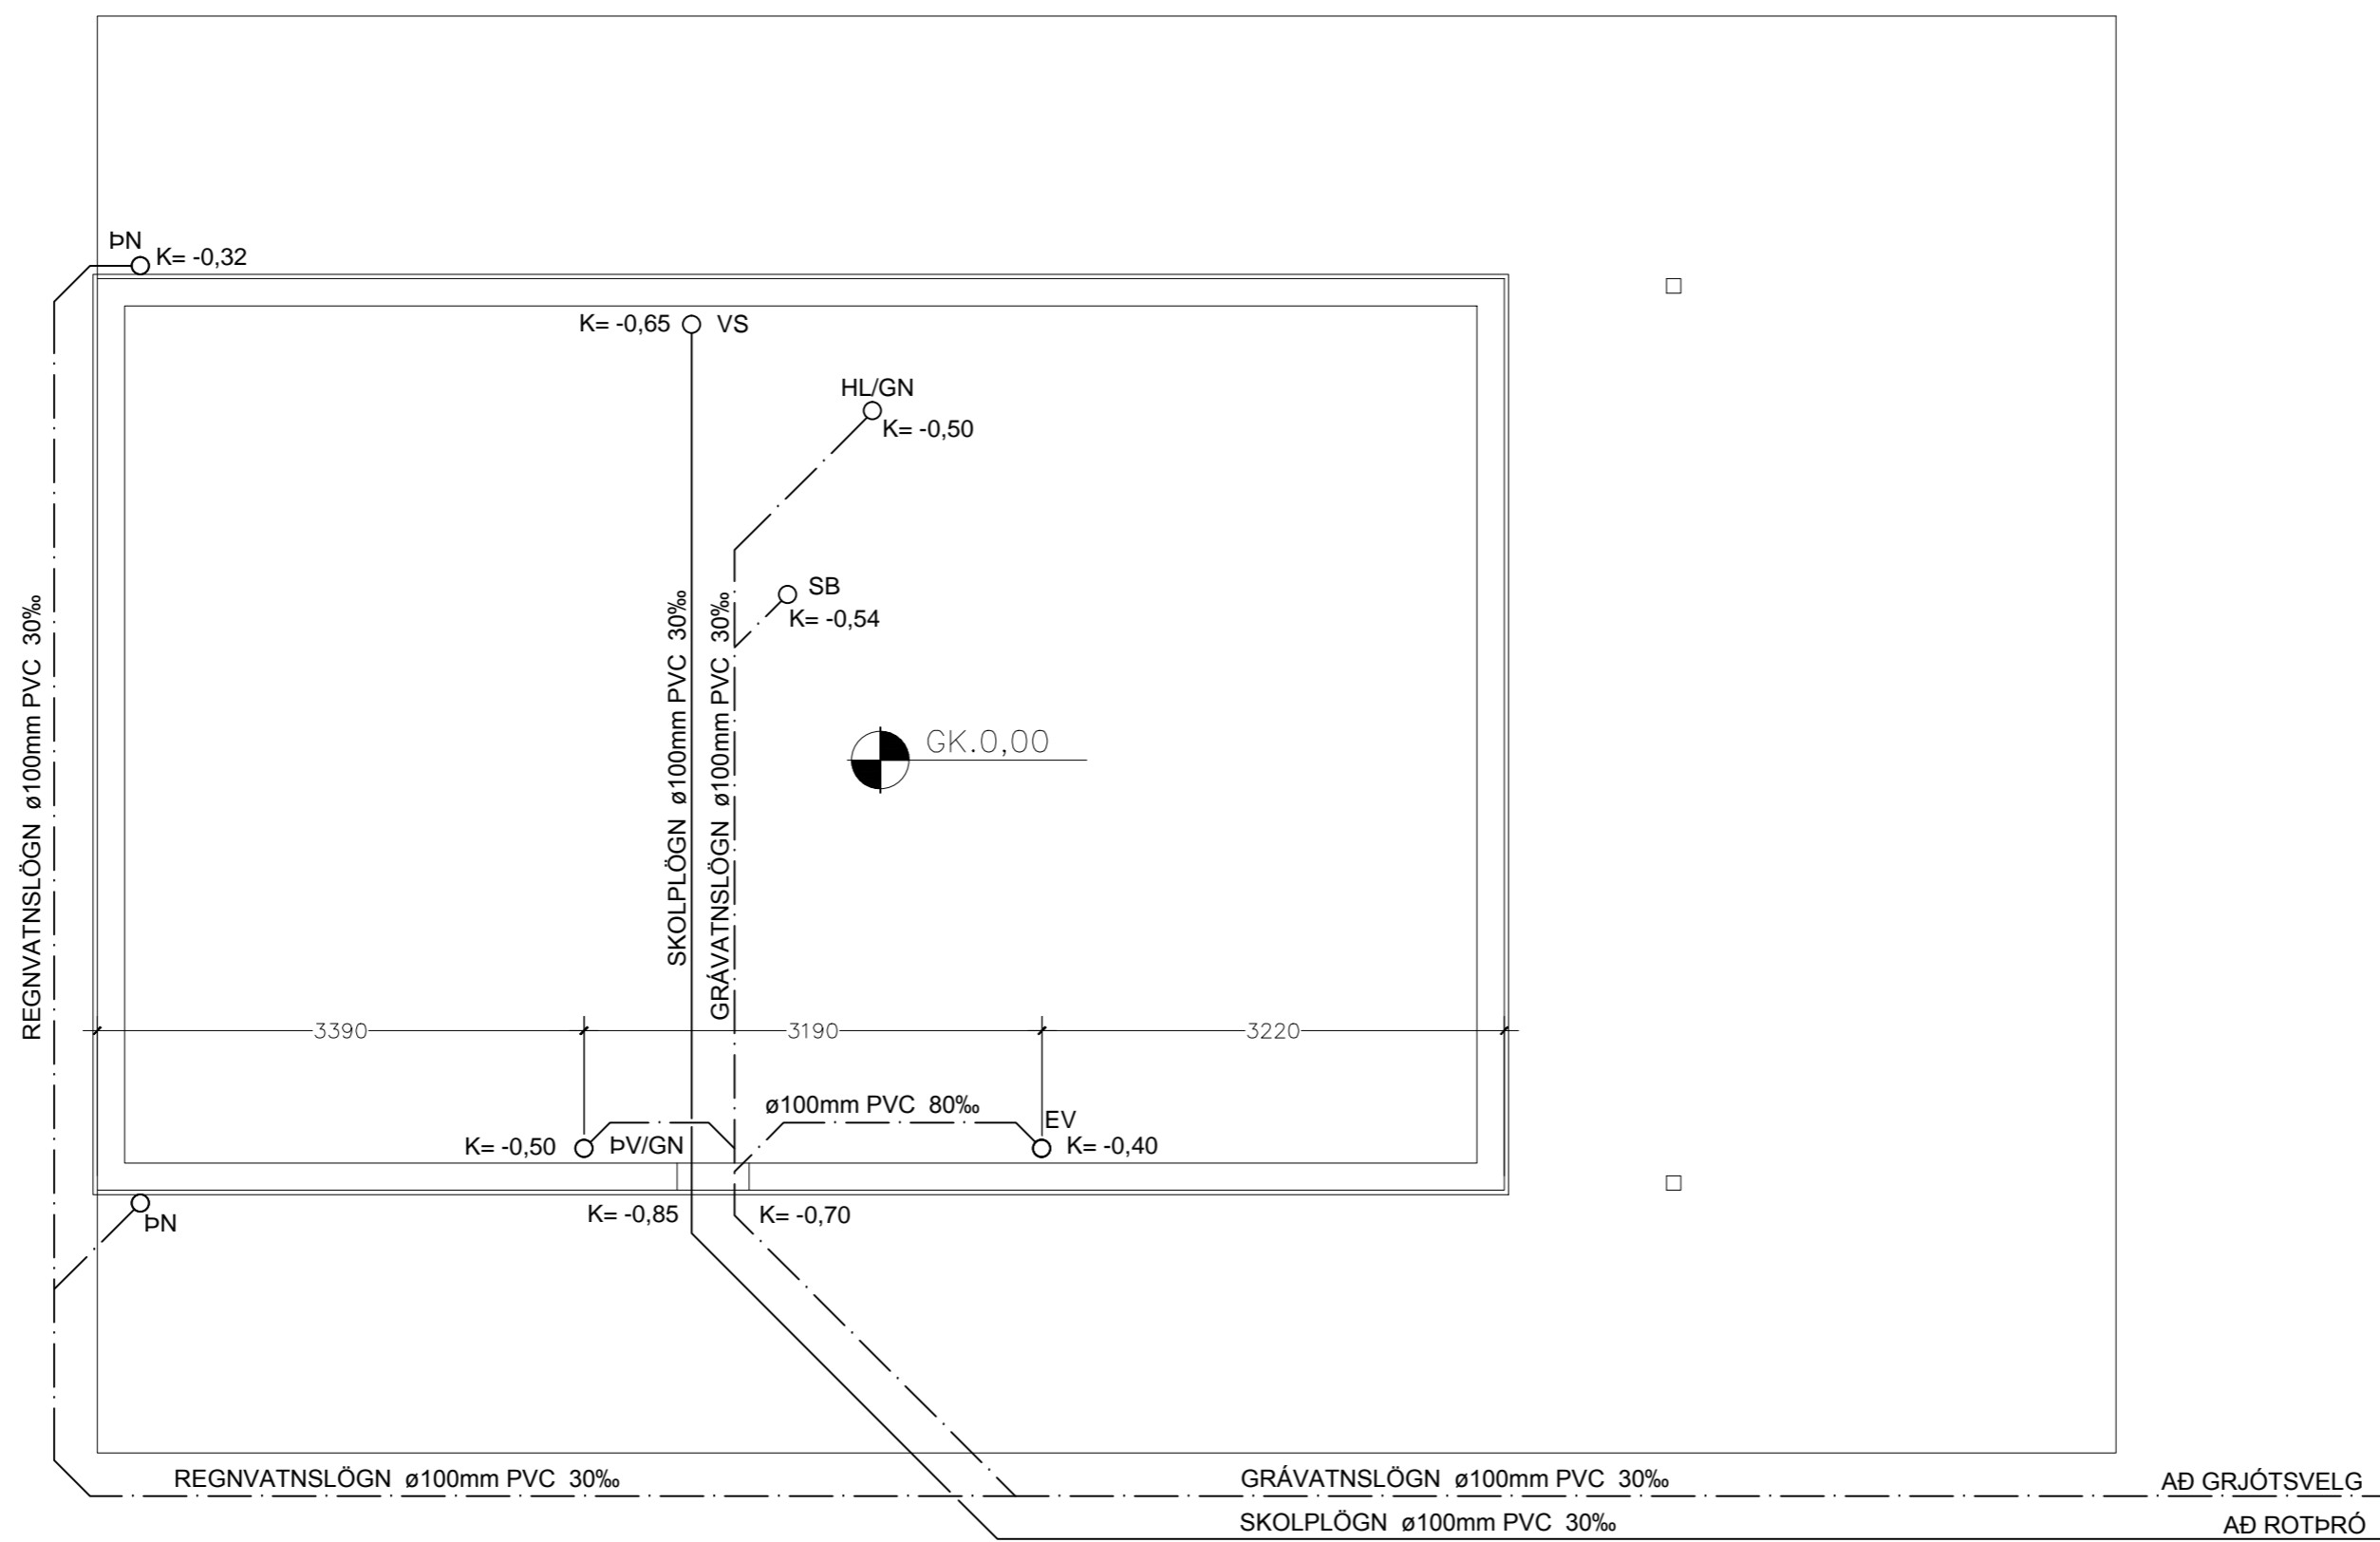 ÞN
K= -0,32
K= -0,65
VS
HL/GN
K= -0,50
SB
K= -0,54
REGNVATNSLÖGN ø100mm PVC 30‰
SKOLPLÖGN ø100mm PVC 30‰
GRÁVATNSLÖGN ø100mm PVC 30‰
GK.0,00
3390
3190
3220
ø100mm PVC 80‰
EV
K= -0,50
ÞV/GN
K= -0,40
ÞN
K= -0,85
K= -0,70
REGNVATNSLÖGN ø100mm PVC 30‰
GRÁVATNSLÖGN ø100mm PVC 30‰
AÐ GRJÓTSVELG
SKOLPLÖGN ø100mm PVC 30‰
AÐ ROTÞRÓ